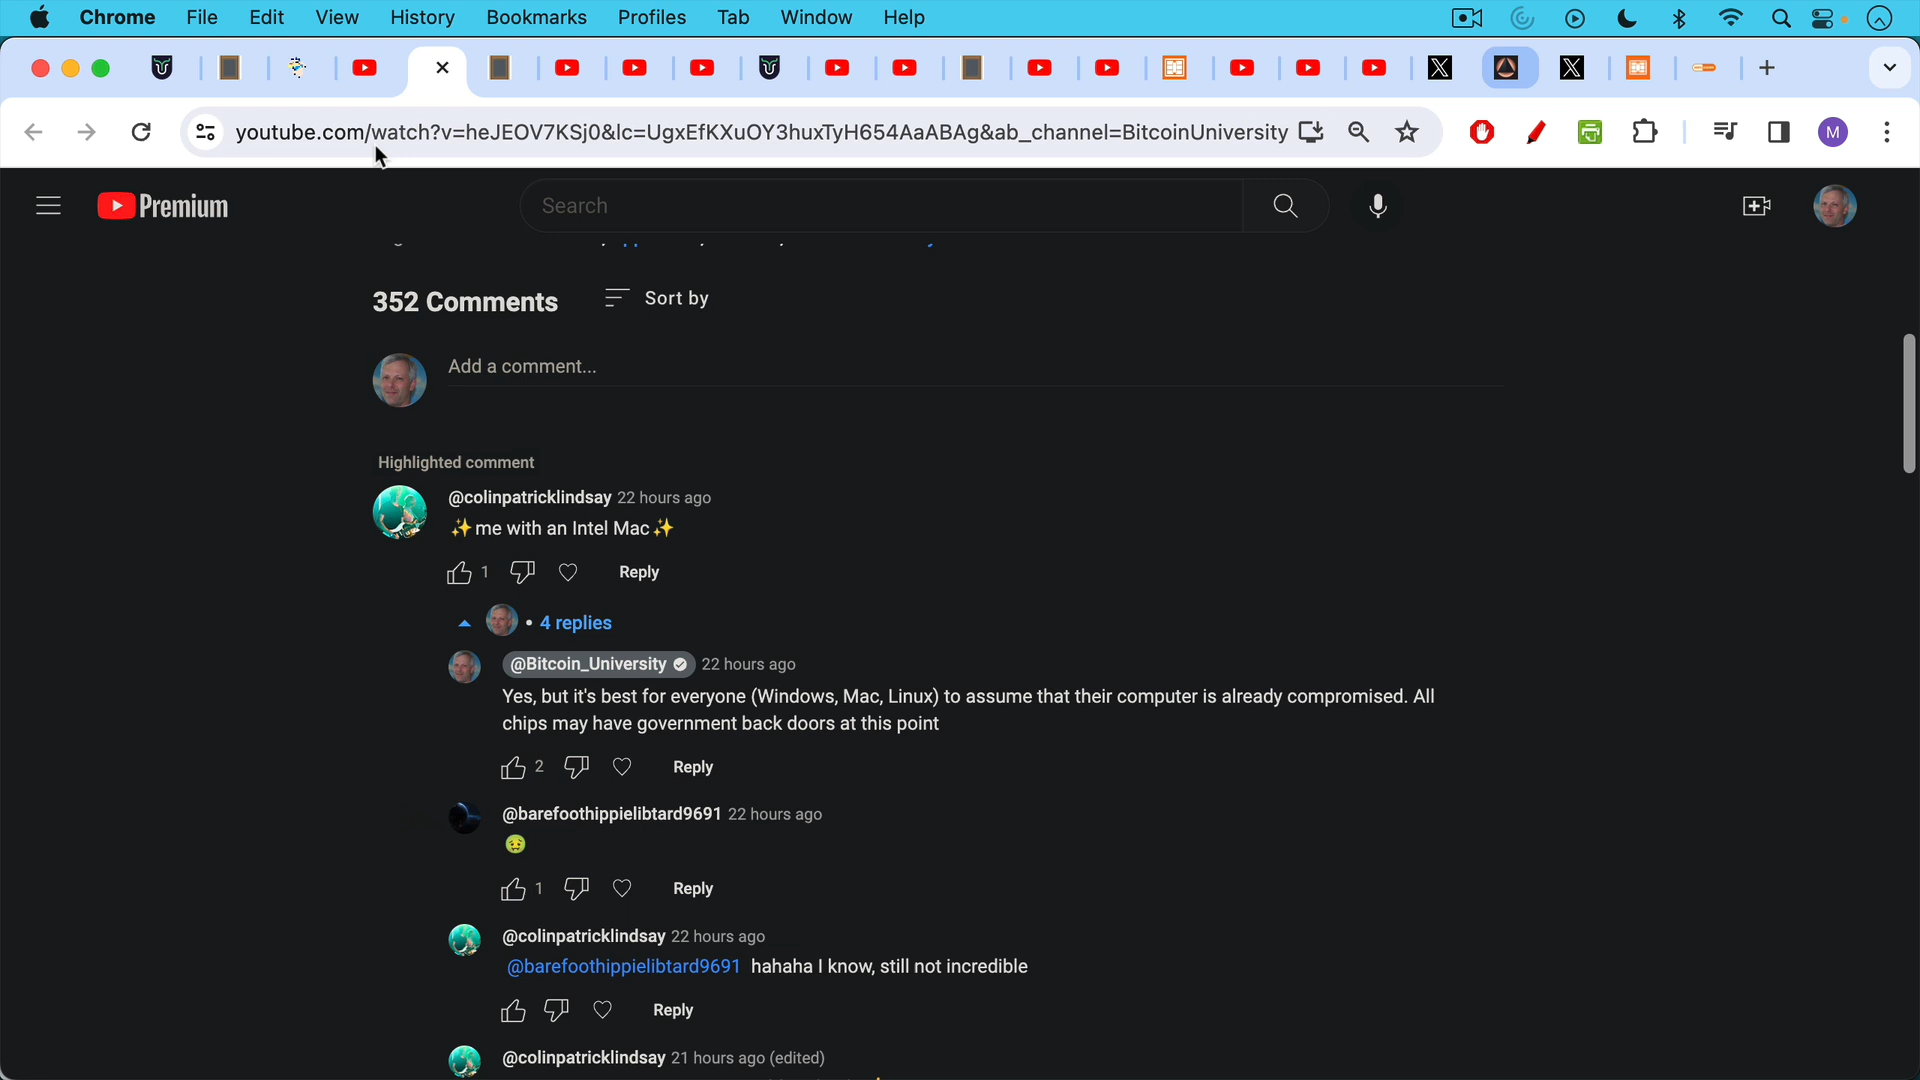 Chrome File Edit View History Bookmarks Profiles Tab Window Help
youtube.com/watch?v=heJEOV7KSj0&lc=UgxEfKXuOY3huxTyH654AaABAg&ab_channel=BitcoinUniversity
M
Premium
Search
352 Comments
Sort by
Add a comment...
Highlighted comment
@colinpatricklindsay 22 hours ago
✨me with an Intel Mac✨
1 Reply
• 4 replies
@Bitcoin_University 22 hours ago
Yes, but it's best for everyone (Windows, Mac, Linux) to assume that their computer is already compromised. All
chips may have government back doors at this point
2 Reply
@barefoothippielibtard9691 22 hours ago
🤢
1 Reply
@colinpatricklindsay 22 hours ago
@barefoothippielibtard9691 hahaha I know, still not incredible
Reply
@colinpatricklindsay 21 hours ago (edited)